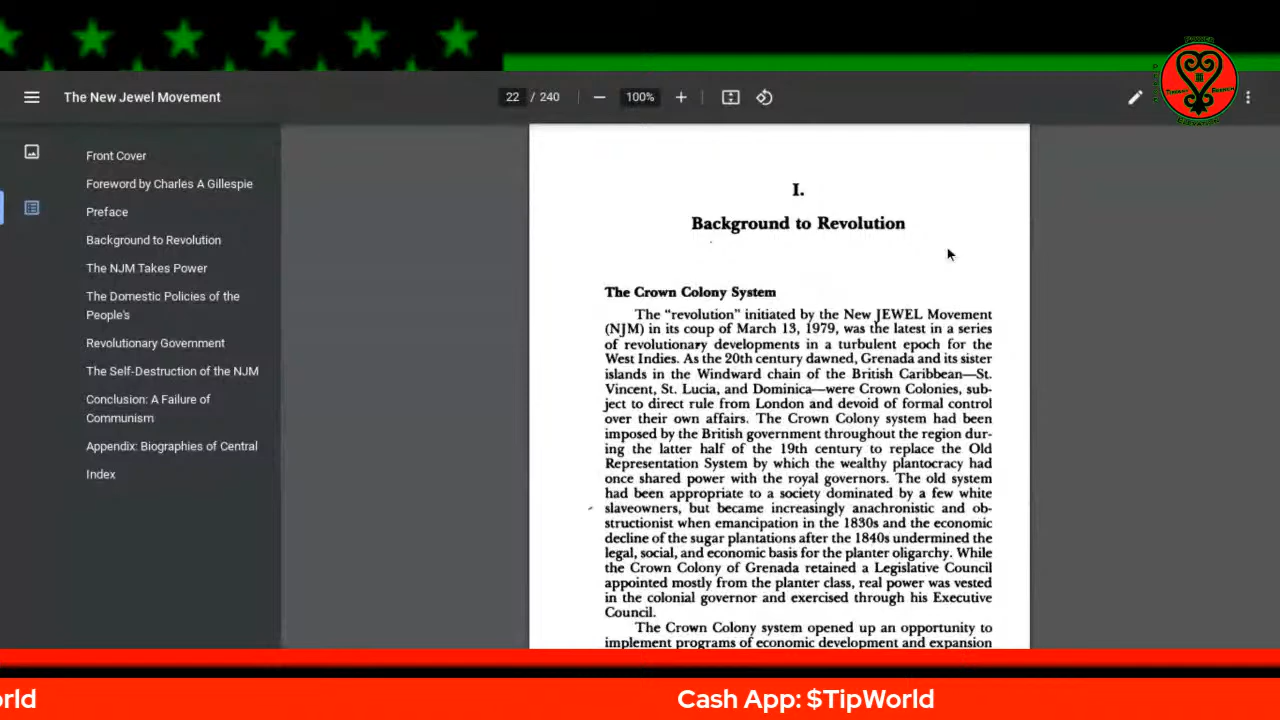 The New Jewel Movement
22 / 240
100%
Front Cover
Foreword by Charles A Gillespie
Preface
Background to Revolution
The NJM Takes Power
The Domestic Policies of the
People's
Revolutionary Government
The Self-Destruction of the NJM
Conclusion: A Failure of
Communism
Appendix: Biographies of Central
Index
I.
Background to Revolution
The Crown Colony System
The “revolution” initiated by the New JEWEL Movement
(NJM) in its coup of March 13, 1979, was the latest in a series
of revolutionary developments in a turbulent epoch for the
West Indies. As the 20th century dawned, Grenada and its sister
islands in the Windward chain of the British Caribbean—St.
Vincent, St. Lucia, and Dominica—were Crown Colonies, sub-
ject to direct rule from London and devoid of formal control
over their own affairs. The Crown Colony system had been
imposed by the British government throughout the region dur-
ing the latter half of the 19th century to replace the Old
Representation System by which the wealthy plantocracy had
once shared power with the royal governors. The old system
had been appropriate to a society dominated by a few white
slaveowners, but became increasingly anachronistic and ob-
structionist when emancipation in the 1830s and the economic
decline of the sugar plantations after the 1840s undermined the
legal, social, and economic basis for the planter oligarchy. While
the Crown Colony of Grenada retained a Legislative Council
appointed mostly from the planter class, real power was vested
in the colonial governor and exercised through his Executive
Council.
The Crown Colony system opened up an opportunity to
implement programs of economic development and expansion
orld
Cash App: $TipWorld